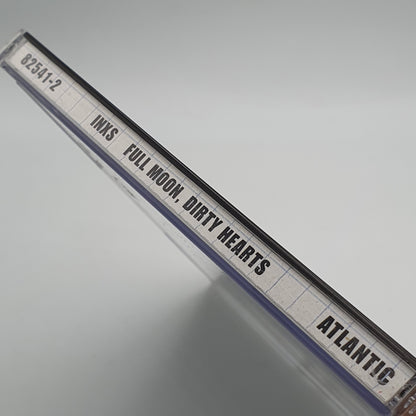 82541-2 INXS FULL MOON, DIRTY HEARTS ATLANTIC